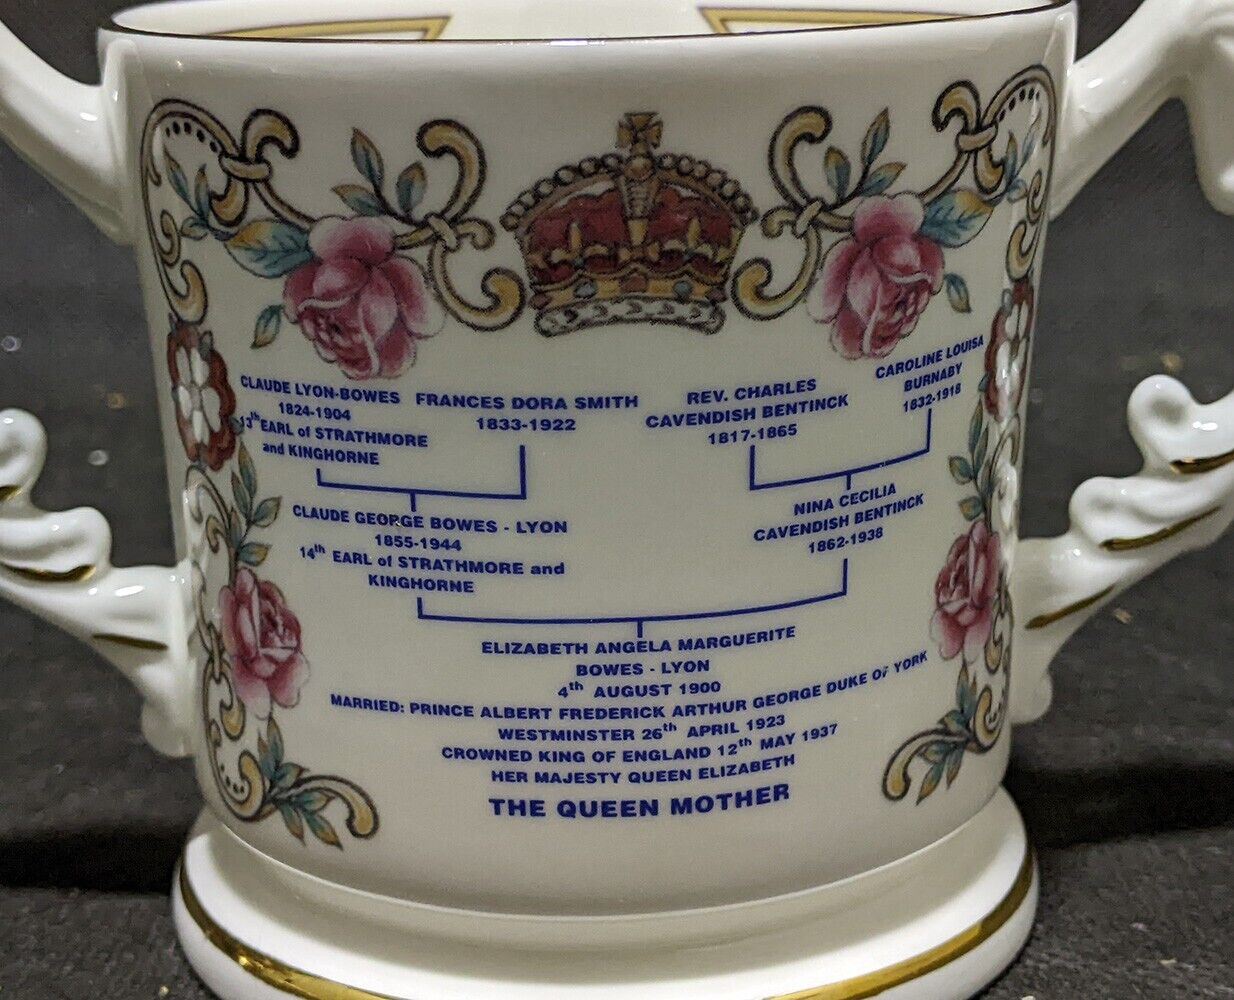 CLAUDE LYON-BOWES
1824-1904
13th EARL of STRATHMORE
and KINGHORNE
FRANCES DORA SMITH
1833-1922
REV. CHARLES
CAVENDISH BENTINCK
1817-1865
CAROLINE LOUISA
BURNABY
1832-1918
CLAUDE GEORGE BOWES - LYON
1855-1944
14th EARL of STRATHMORE and
KINGHORNE
NINA CECILIA
CAVENDISH BENTINCK
1862-1938
ELIZABETH ANGELA MARGUERITE
BOWES - LYON
4th AUGUST 1900
MARRIED: PRINCE ALBERT FREDERICK ARTHUR GEORGE DUKE OF YORK
WESTMINSTER 26th APRIL 1923
CROWNED KING OF ENGLAND 12th MAY 1937
HER MAJESTY QUEEN ELIZABETH
THE QUEEN MOTHER